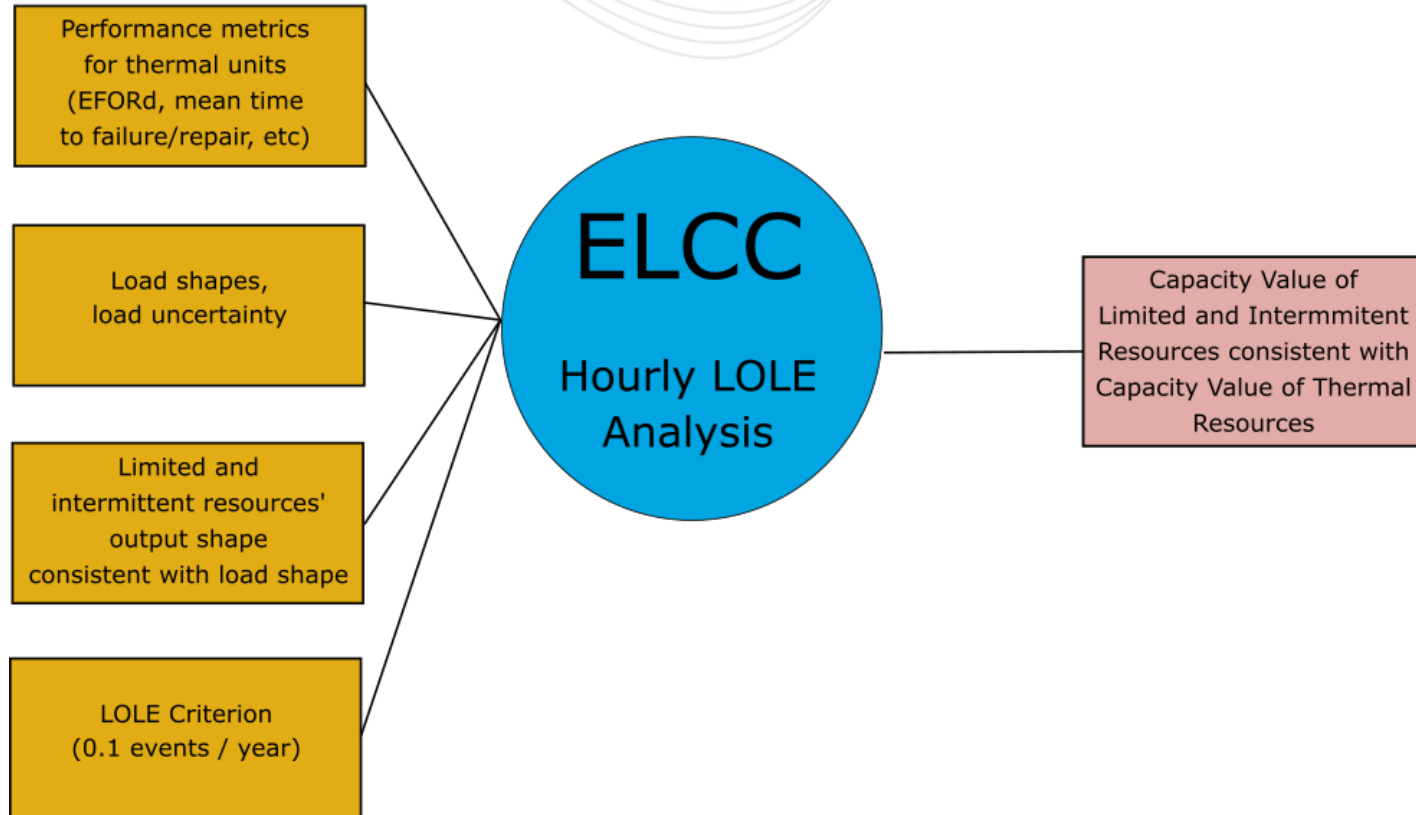 Performance metrics
for thermal units
(EFORd, mean time
to failure/repair, etc)
Load shapes,
load uncertainty
Limited and
intermittent resources'
output shape
consistent with load shape
LOLE Criterion
(0.1 events / year)
ELCC
Hourly LOLE
Analysis
Capacity Value of
Limited and Intermmitent
Resources consistent with
Capacity Value of Thermal
Resources